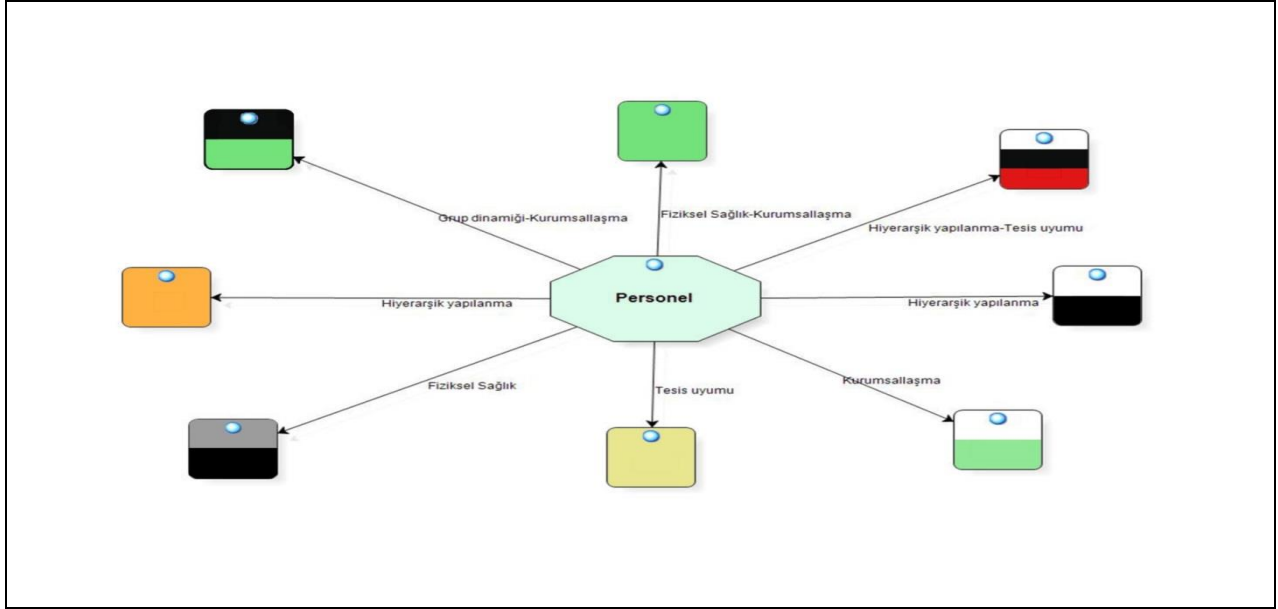 Grup dinamiği-Kurumsallaşma
Fiziksel Sağlık-Kurumsallaşma
Hiyerarşik yapılanma-Tesis uyumu
Personel
Hiyerarşik yapılanma
Hiyerarşik yapılanma
Fiziksel Sağlık
Tesis uyumu
Kurumsallaşma